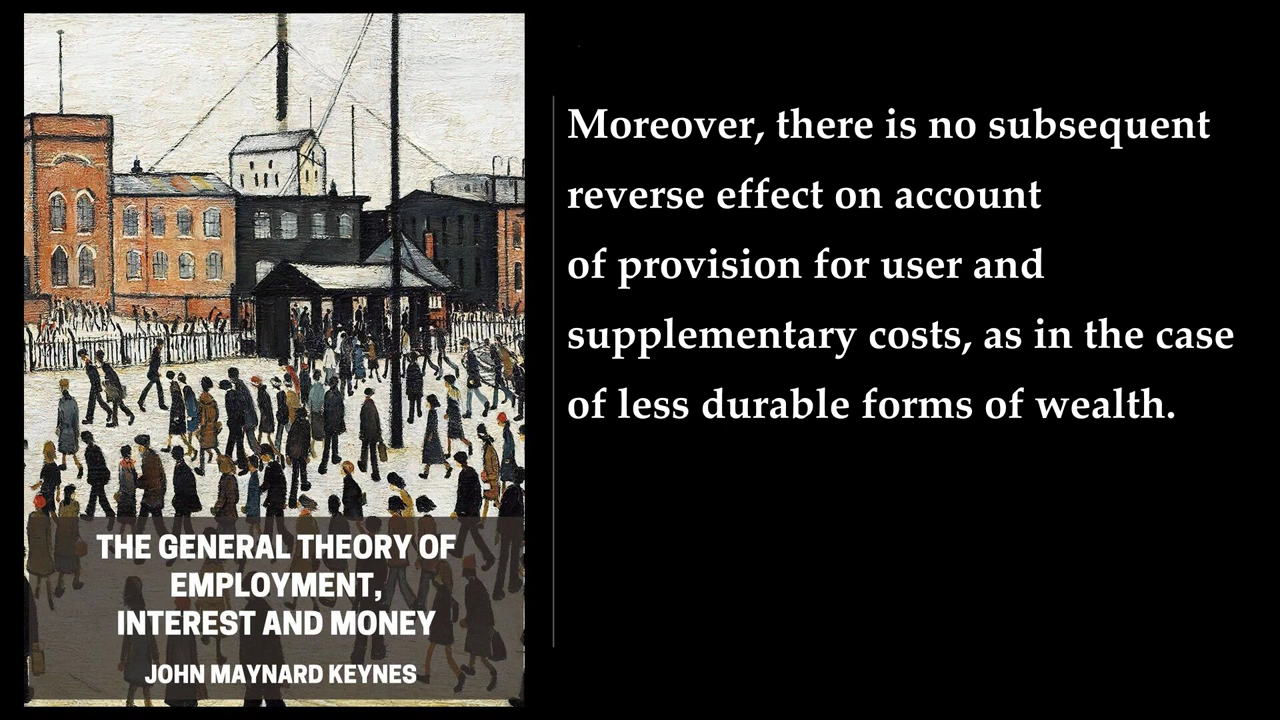 Moreover, there is no subsequent
reverse effect on account
of provision for user and
supplementary costs, as in the case
of less durable forms of wealth.
THE GENERAL THEORY OF
EMPLOYMENT,
INTEREST AND MONEY
JOHN MAYNARD KEYNES